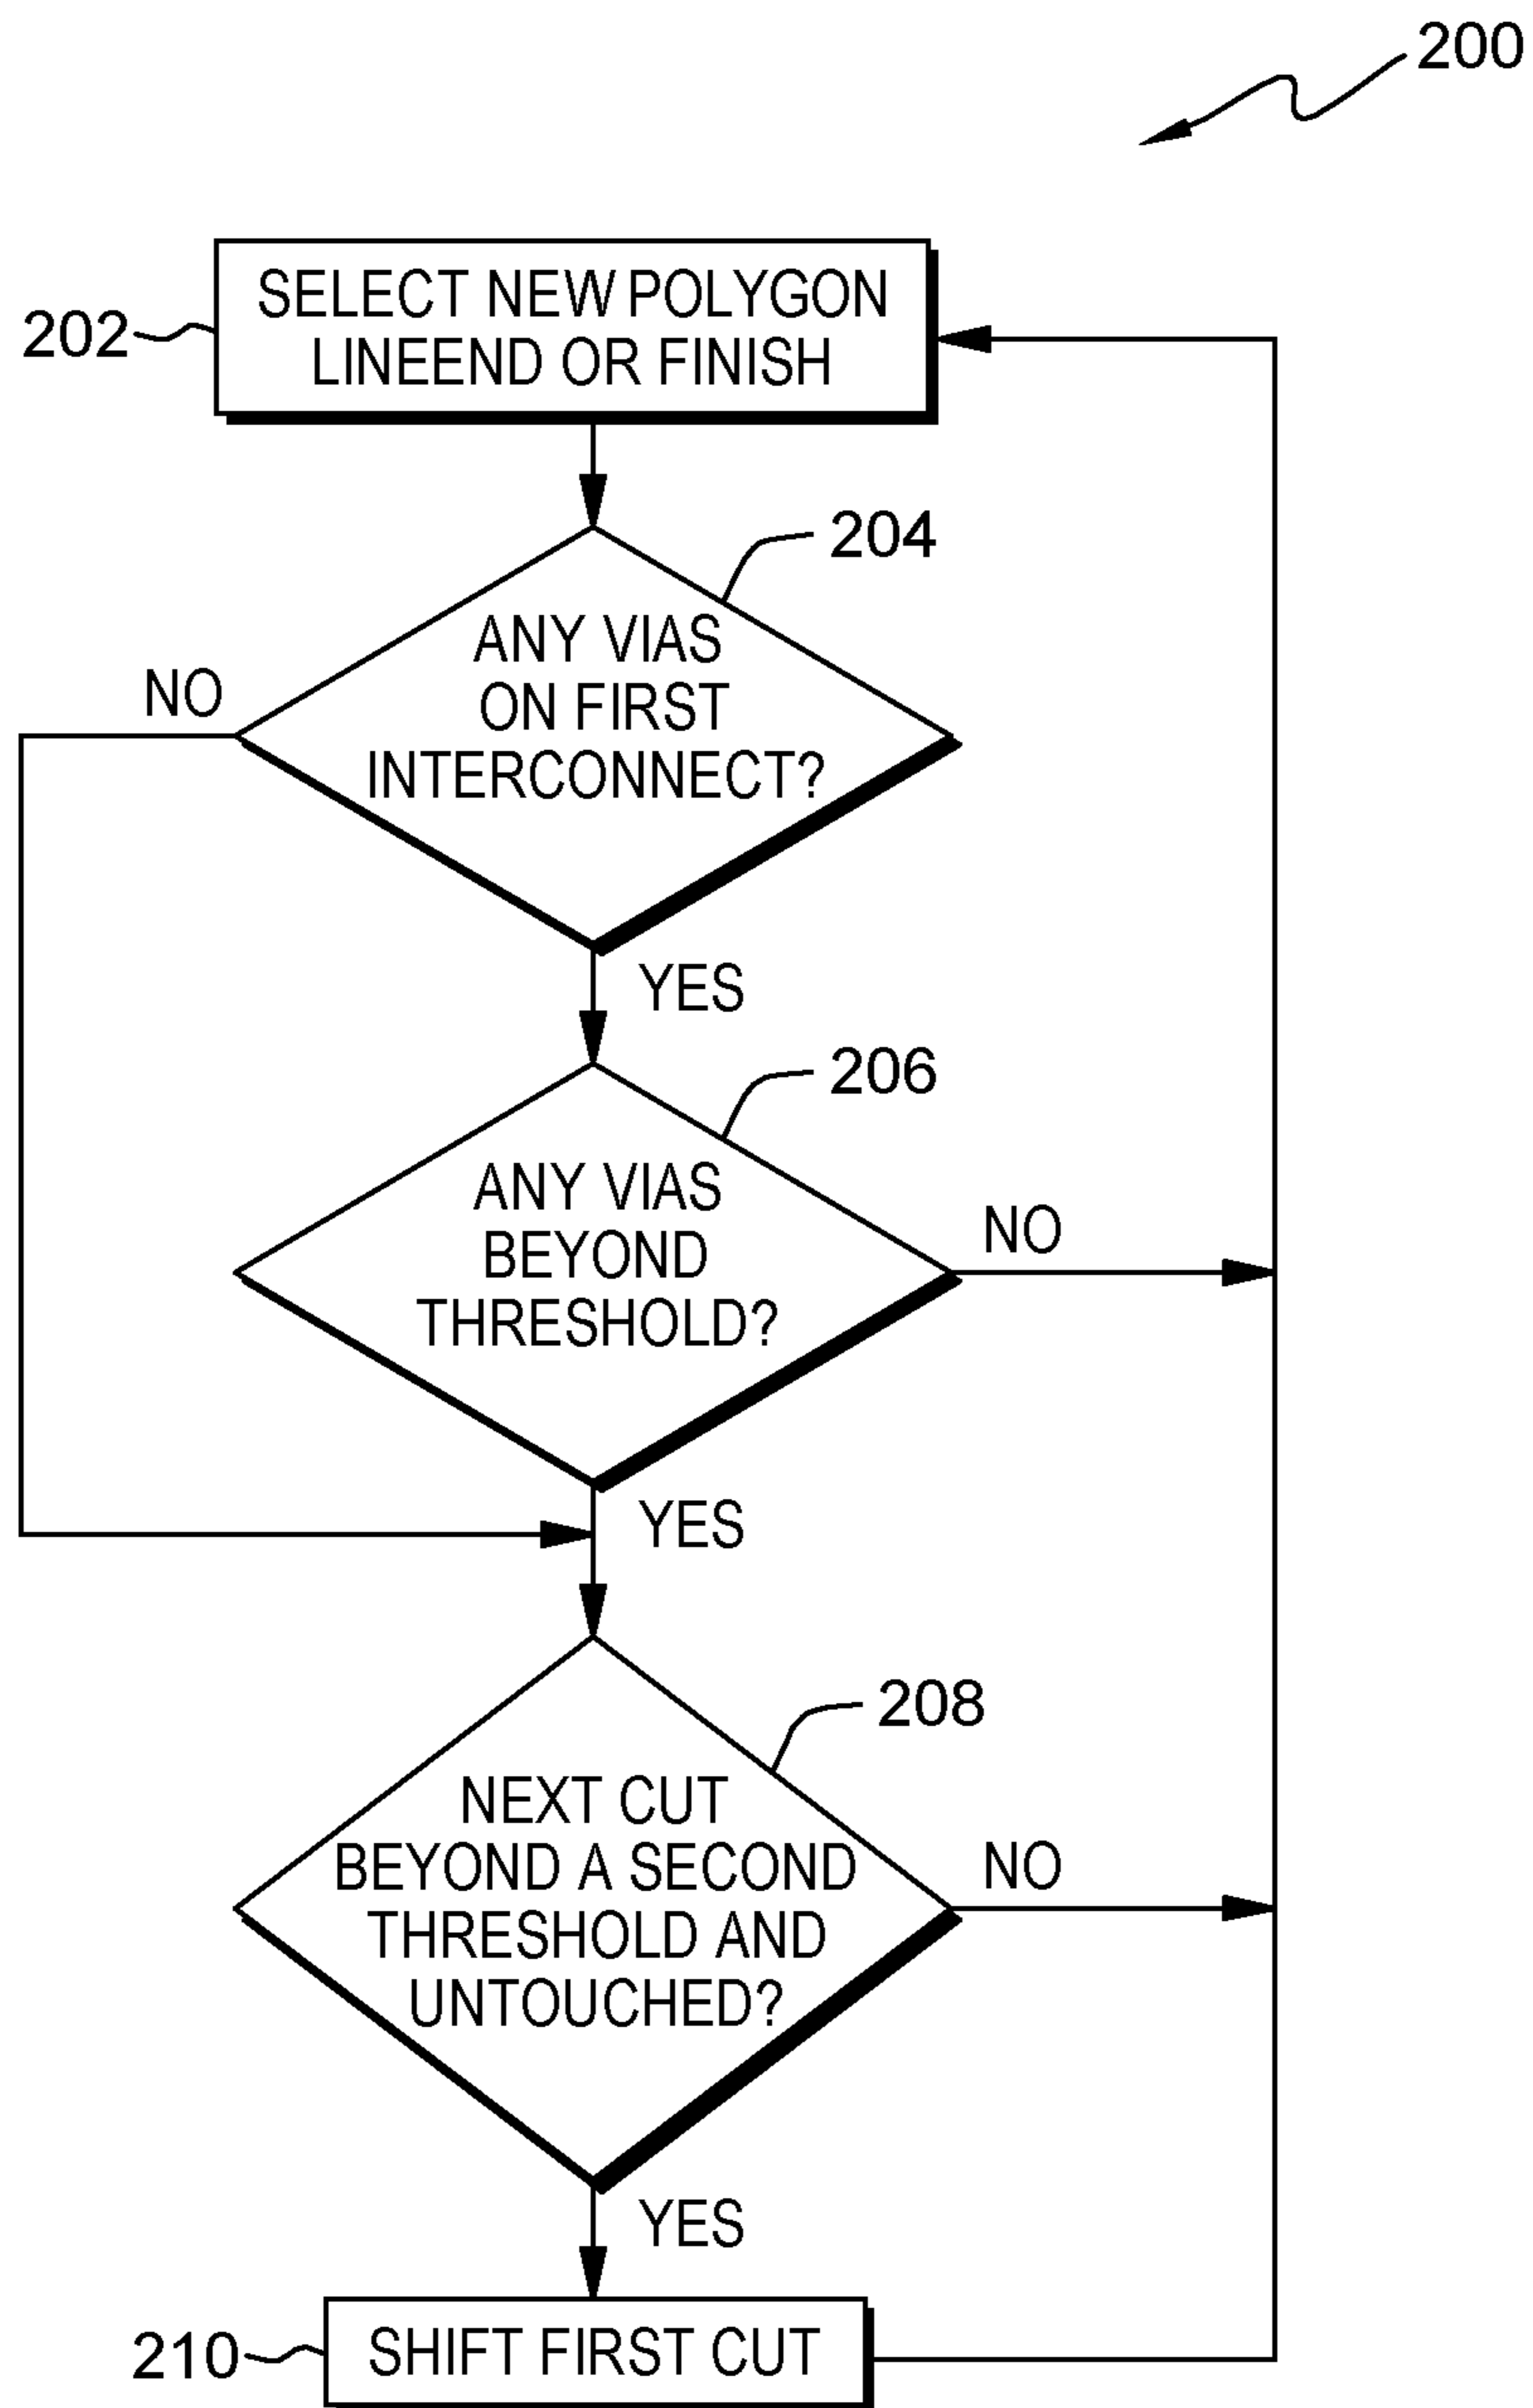 200
SELECT NEW POLYGON
LINEEND OR FINISH
202
204
ANY VIAS
ON FIRST
INTERCONNECT?
NO
YES
206
ANY VIAS
BEYOND
THRESHOLD?
NO
YES
208
NEXT CUT
BEYOND A SECOND
THRESHOLD AND
UNTOUCHED?
NO
YES
210
SHIFT FIRST CUT